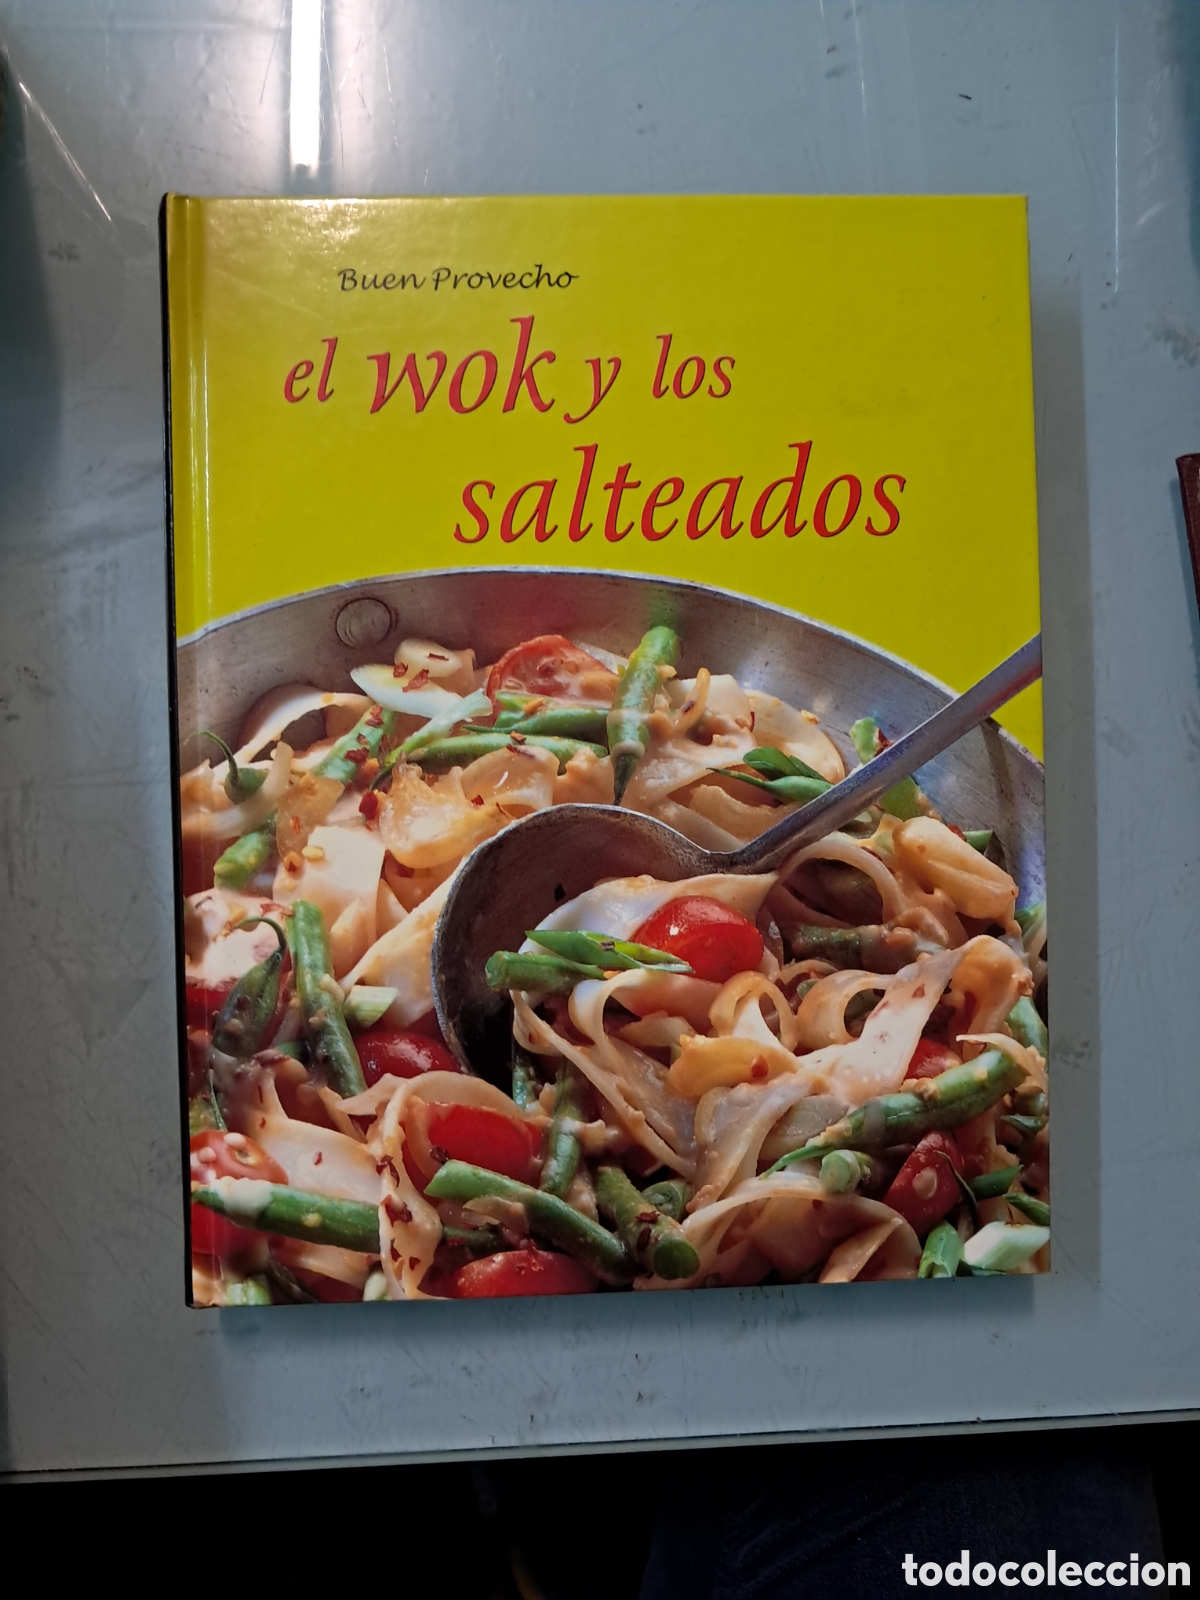 Buen Provecho
el wok y los
salteados
todocoleccion